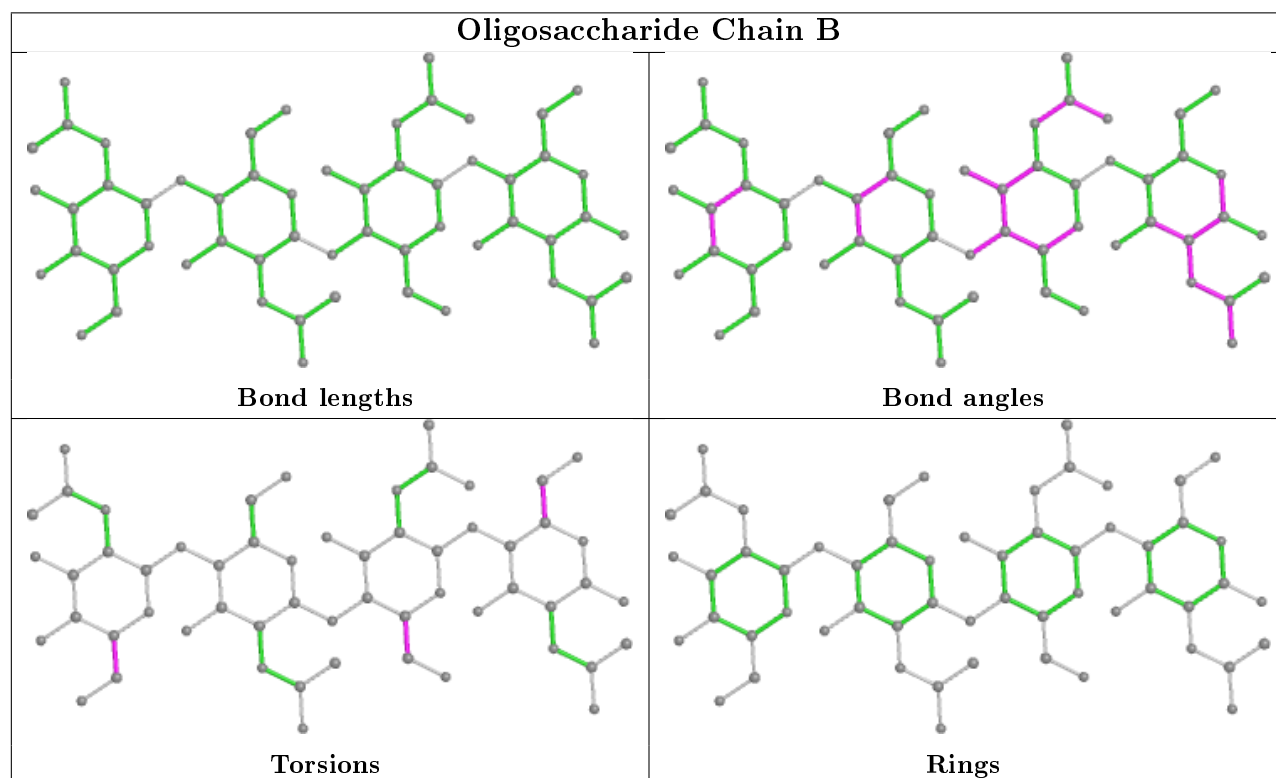 Oligosaccharide Chain B
Bond lengths
Bond angles
Torsions
Rings